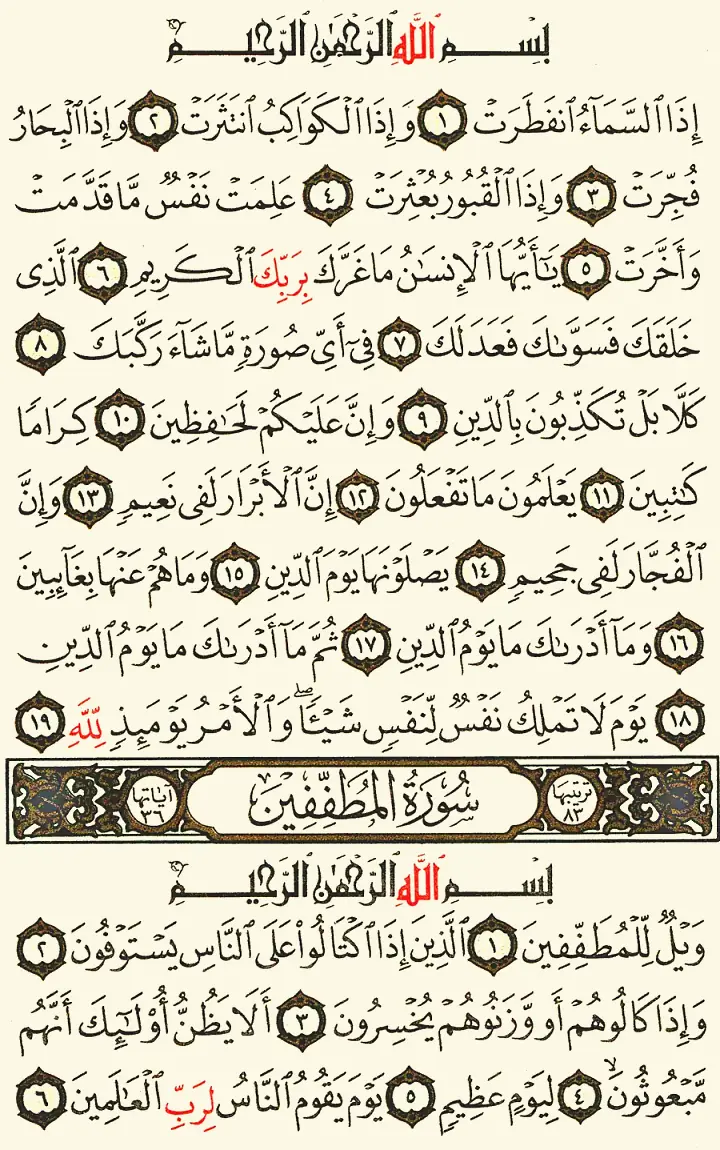 بِسْمِ ٱللَّهِ ٱلرَّحْمَٰنِ ٱلرَّحِيمِ
إِذَا ٱلسَّمَآءُ ٱنفَطَرَتْ ١ وَإِذَا ٱلْكَوَاكِبُ ٱنتَثَرَتْ ٢ وَإِذَا ٱلْبِحَارُ
فُجِّرَتْ ٣ وَإِذَا ٱلْقُبُورُ بُعْثِرَتْ ٤ عَلِمَتْ نَفْسٌ مَّا قَدَّمَتْ
وَأَخَّرَتْ ٥ يَٰٓأَيُّهَا ٱلْإِنسَٰنُ مَا غَرَّكَ بِرَبِّكَ ٱلْكَرِيمِ ٦ ٱلَّذِى
خَلَقَكَ فَسَوَّىٰكَ فَعَدَلَكَ ٧ فِىٓ أَىِّ صُورَةٍ مَّا شَآءَ رَكَّبَكَ ٨
كَلَّا بَلْ تُكَذِّبُونَ بِٱلدِّينِ ٩ وَإِنَّ عَلَيْكُمْ لَحَٰفِظِينَ ١٠ كِرَامًا
كَٰتِبِينَ ١١ يَعْلَمُونَ مَا تَفْعَلُونَ ١٢ إِنَّ ٱلْأَبْرَارَ لَفِى نَعِيمٍ ١٣ وَإِنَّ
ٱلْفُجَّارَ لَفِى جَحِيمٍ ١٤ يَصْلَوْنَهَا يَوْمَ ٱلدِّينِ ١٥ وَمَا هُمْ عَنْهَا بِغَآئِبِينَ
١٦ وَمَآ أَدْرَىٰكَ مَا يَوْمُ ٱلدِّينِ ١٧ ثُمَّ مَآ أَدْرَىٰكَ مَا يَوْمُ ٱلدِّينِ
١٨ يَوْمَ لَا تَمْلِكُ نَفْسٌ لِّنَفْسٍ شَيْـًٔا ۖ وَٱلْأَمْرُ يَوْمَئِذٍ لِّلَّهِ ١٩
ترتيبها ٨٣ سُورَةُ المُطَفِّفِينَ آياتها ٣٦
بِسْمِ ٱللَّهِ ٱلرَّحْمَٰنِ ٱلرَّحِيمِ
وَيْلٌ لِّلْمُطَفِّفِينَ ١ ٱلَّذِينَ إِذَا ٱكْتَالُوا۟ عَلَى ٱلنَّاسِ يَسْتَوْفُونَ ٢
وَإِذَا كَالُوهُمْ أَو وَّزَنُوهُمْ يُخْسِرُونَ ٣ أَلَا يَظُنُّ أُو۟لَٰٓئِكَ أَنَّهُم
مَّبْعُوثُونَ ۙ ٤ لِيَوْمٍ عَظِيمٍ ٥ يَوْمَ يَقُومُ ٱلنَّاسُ لِرَبِّ ٱلْعَٰلَمِينَ ٦